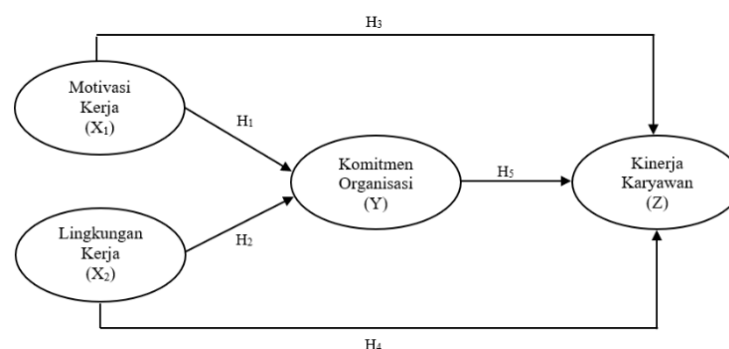 H₃
Motivasi
Kerja
(X₁)
H₁
Komitmen
Organisasi
(Y)
H₅
Kinerja
Karyawan
(Z)
Lingkungan
Kerja
(X₂)
H₂
H₄